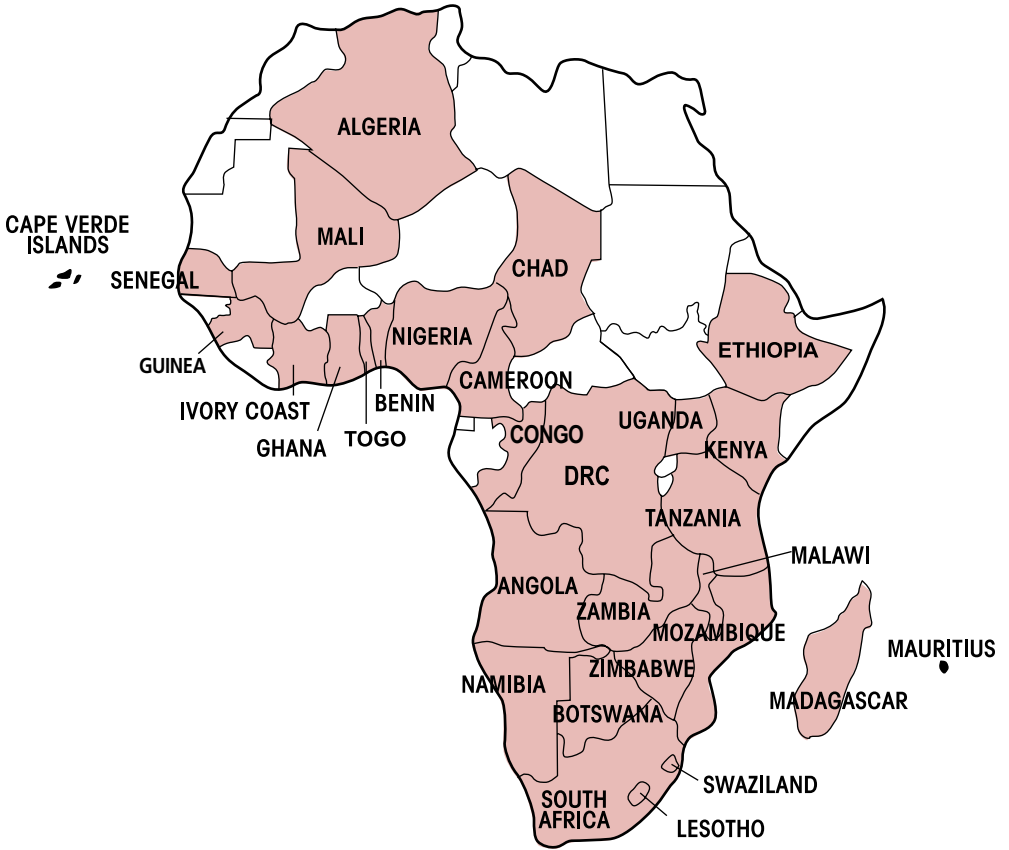 ALGERIA
CAPE VERDE
ISLANDS
MALI
SENEGAL
CHAD
NIGERIA
ETHIOPIA
GUINEA
CAMEROON
IVORY COAST
BENIN
UGANDA
CONGO
GHANA
TOGO
KENYA
DRC
TANZANIA
MALAWI
ANGOLA
ZAMBIA
MOZAMBIQUE
MAURITIUS
ZIMBABWE
NAMIBIA
MADAGASCAR
BOTSWANA
SWAZILAND
SOUTH
AFRICA
LESOTHO